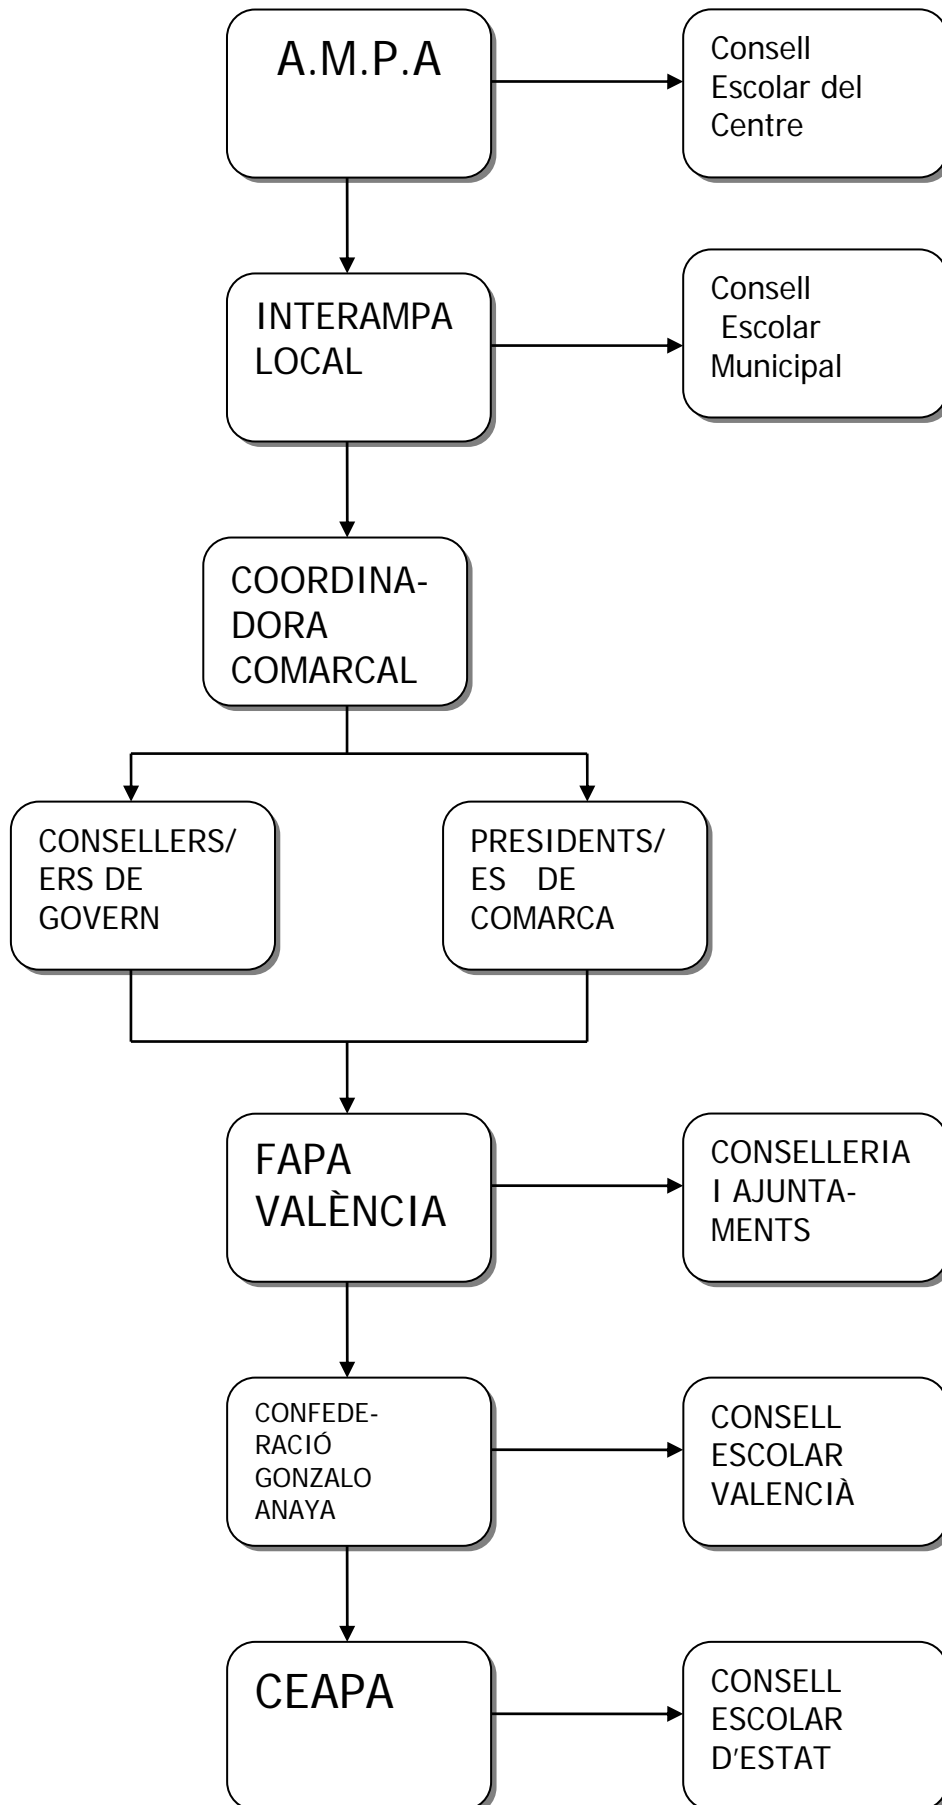 A.M.P.A
Consell
Escolar del
Centre
INTERAMPA
LOCAL
Consell
Escolar
Municipal
COORDINA-
DORA
COMARCAL
CONSELLERS/
ERS DE
GOVERN
PRESIDENTS/
ES DE
COMARCA
FAPA
VALÈNCIA
CONSELLERIA
I AJUNTA-
MENTS
CONFEDE-
RACIÓ
GONZALO
ANAYA
CONSELL
ESCOLAR
VALENCIÀ
CEAPA
CONSELL
ESCOLAR
D'ESTAT